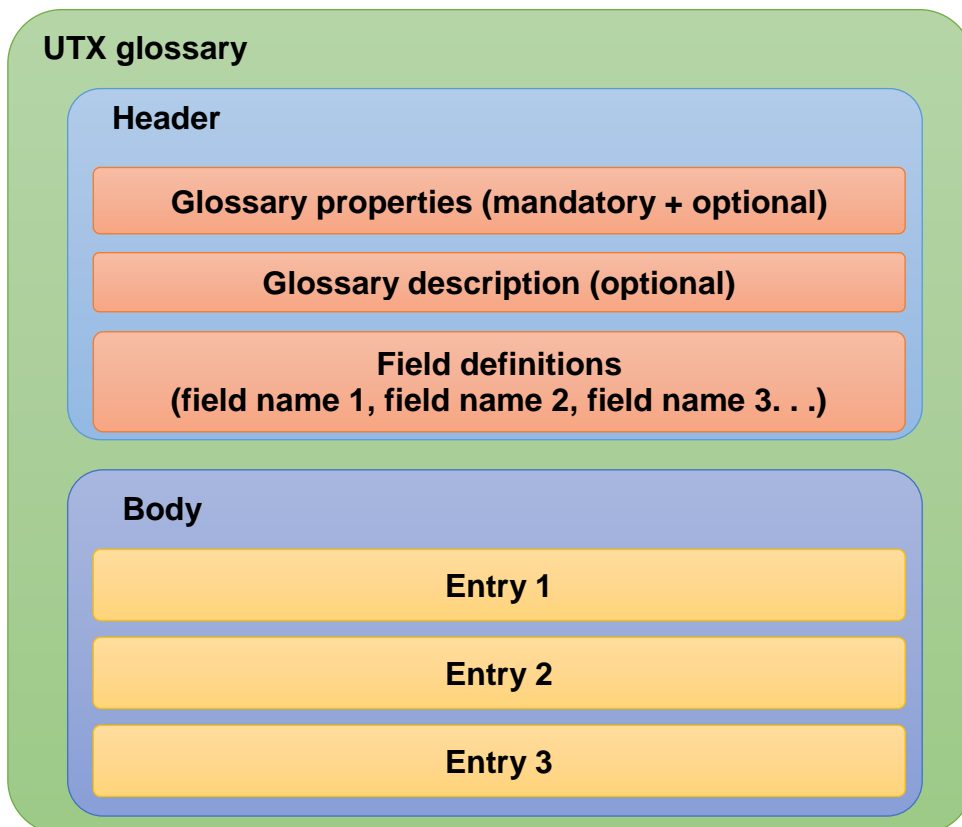 UTX glossary
Header
Glossary properties (mandatory + optional)
Glossary description (optional)
Field definitions
(field name 1, field name 2, field name 3. . .)
Body
Entry 1
Entry 2
Entry 3